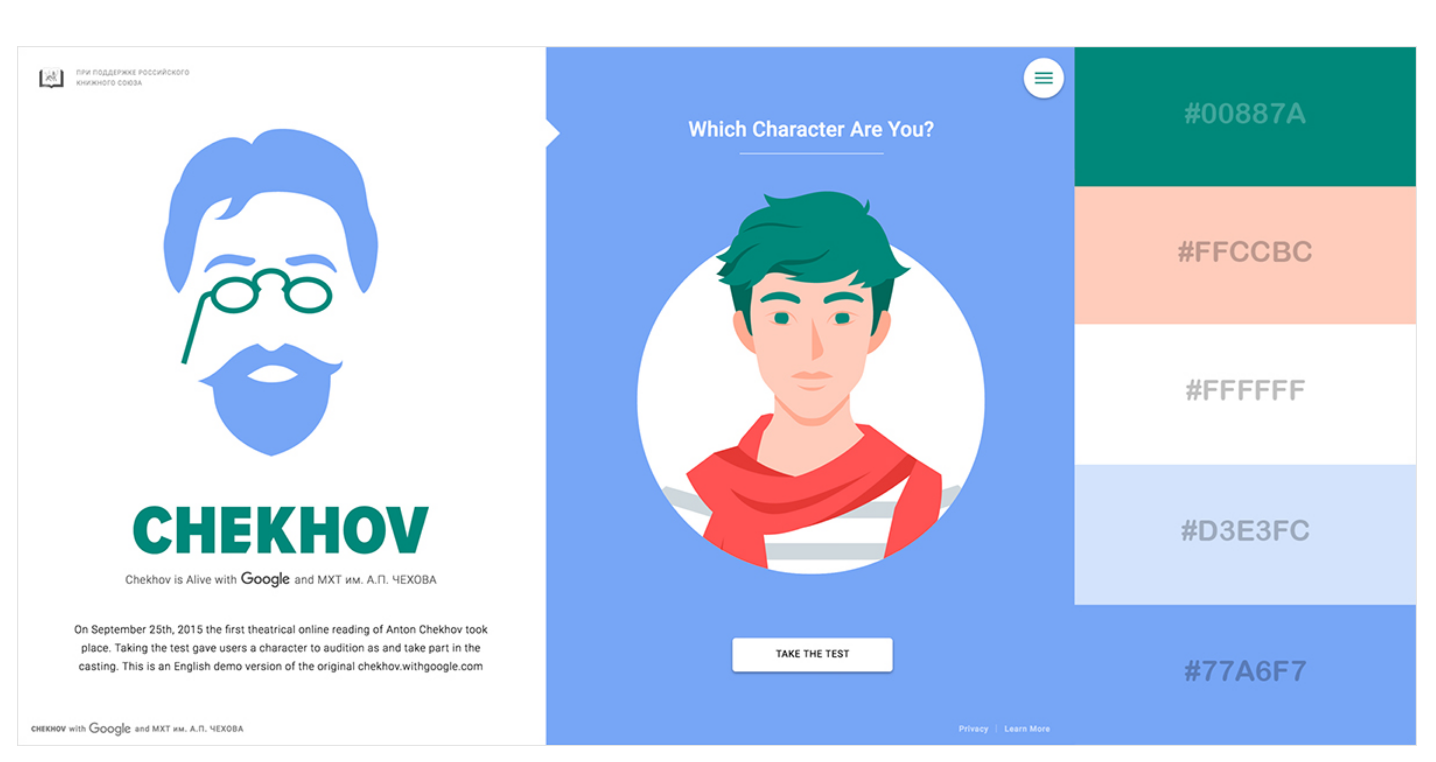 ПРИ ПОДДЕРЖКЕ РОССИЙСКОГО
КНИЖНОГО СОЮЗА
CHEKHOV
Chekhov is Alive with Google and МХТ им. А.П. ЧЕХОВА
On September 25th, 2015 the first theatrical online reading of Anton Chekhov took
place. Taking the test gave users a character to audition as and take part in the
casting. This is an English demo version of the original chekhov.withgoogle.com
CHEKHOV with Google and МХТ им. А.П. ЧЕХОВА
Which Character Are You?
TAKE THE TEST
Privacy | Learn More
#00887A
#FFCCBC
#FFFFFF
#D3E3FC
#77A6F7